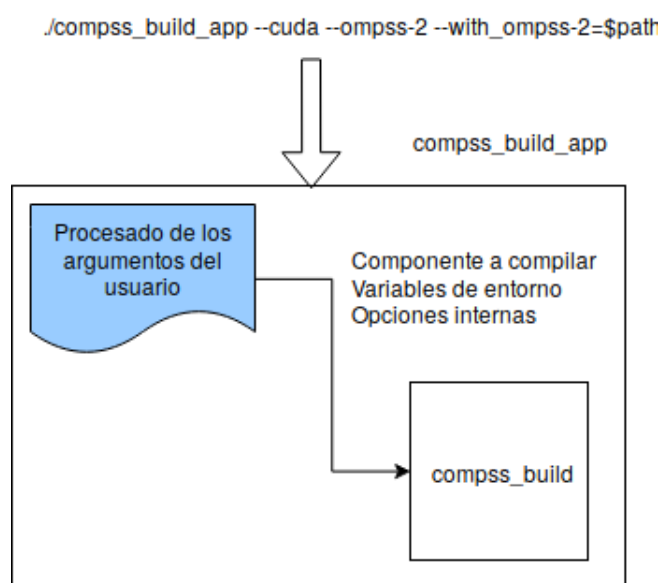 ./compss_build_app --cuda --ompss-2 --with_ompss-2=$path
compss_build_app
Procesado de los
argumentos del
usuario
Componente a compilar
Variables de entorno
Opciones internas
compss_build